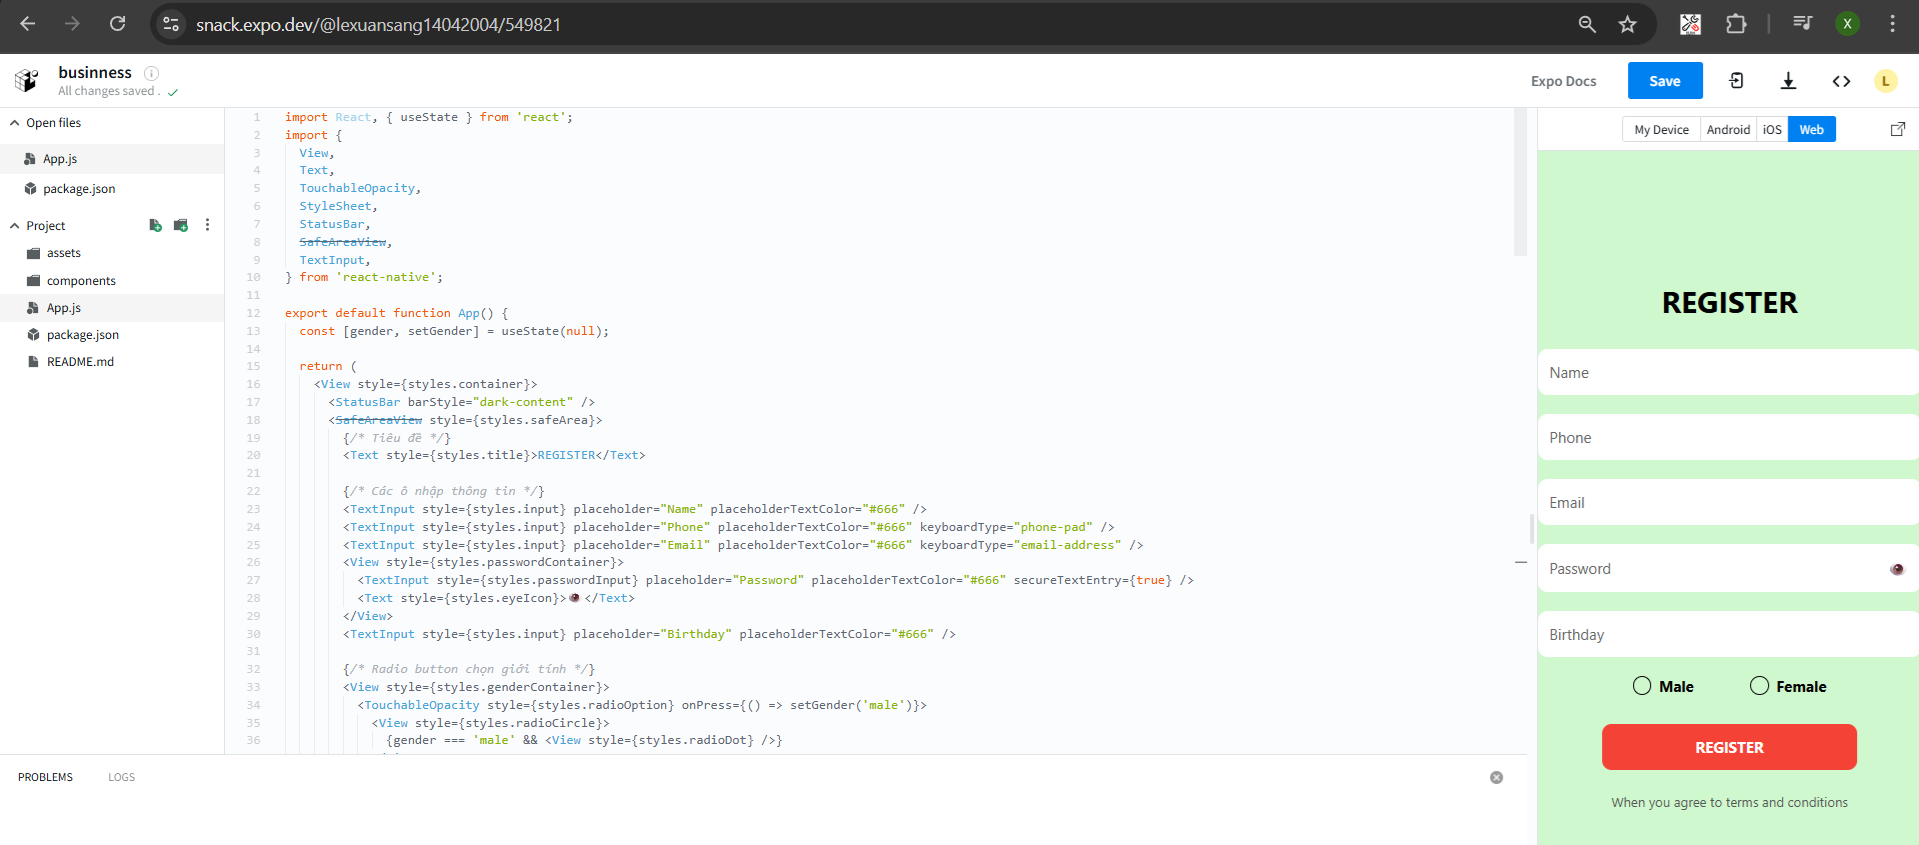 snack.expo.dev/@lexuansang14042004/549821
X
businness
All changes saved .
Expo Docs
Save
L
Open files
App.js
package.json
Project
assets
components
App.js
package.json
README.md
1 import React, { useState } from 'react';
2 import {
3 View,
4 Text,
5 TouchableOpacity,
6 StyleSheet,
7 StatusBar,
8 SafeAreaView,
9 TextInput,
10 } from 'react-native';
11
12 export default function App() {
13 const [gender, setGender] = useState(null);
14
15 return (
16 <View style={styles.container}>
17 <StatusBar barStyle="dark-content" />
18 <SafeAreaView style={styles.safeArea}>
19 {/* Tiêu đề */}
20 <Text style={styles.title}>REGISTER</Text>
21
22 {/* Các ô nhập thông tin */}
23 <TextInput style={styles.input} placeholder="Name" placeholderTextColor="#666" />
24 <TextInput style={styles.input} placeholder="Phone" placeholderTextColor="#666" keyboardType="phone-pad" />
25 <TextInput style={styles.input} placeholder="Email" placeholderTextColor="#666" keyboardType="email-address" />
26 <View style={styles.passwordContainer}>
27 <TextInput style={styles.passwordInput} placeholder="Password" placeholderTextColor="#666" secureTextEntry={true} />
28 <Text style={styles.eyeIcon}>👁</Text>
29 </View>
30 <TextInput style={styles.input} placeholder="Birthday" placeholderTextColor="#666" />
31
32 {/* Radio button chọn giới tính */}
33 <View style={styles.genderContainer}>
34 <TouchableOpacity style={styles.radioOption} onPress={() => setGender('male')}>
35 <View style={styles.radioCircle}>
36 {gender === 'male' && <View style={styles.radioDot} />}
PROBLEMS
LOGS
My Device
Android
iOS
Web
REGISTER
Name
Phone
Email
Password
Birthday
Male
Female
REGISTER
When you agree to terms and conditions